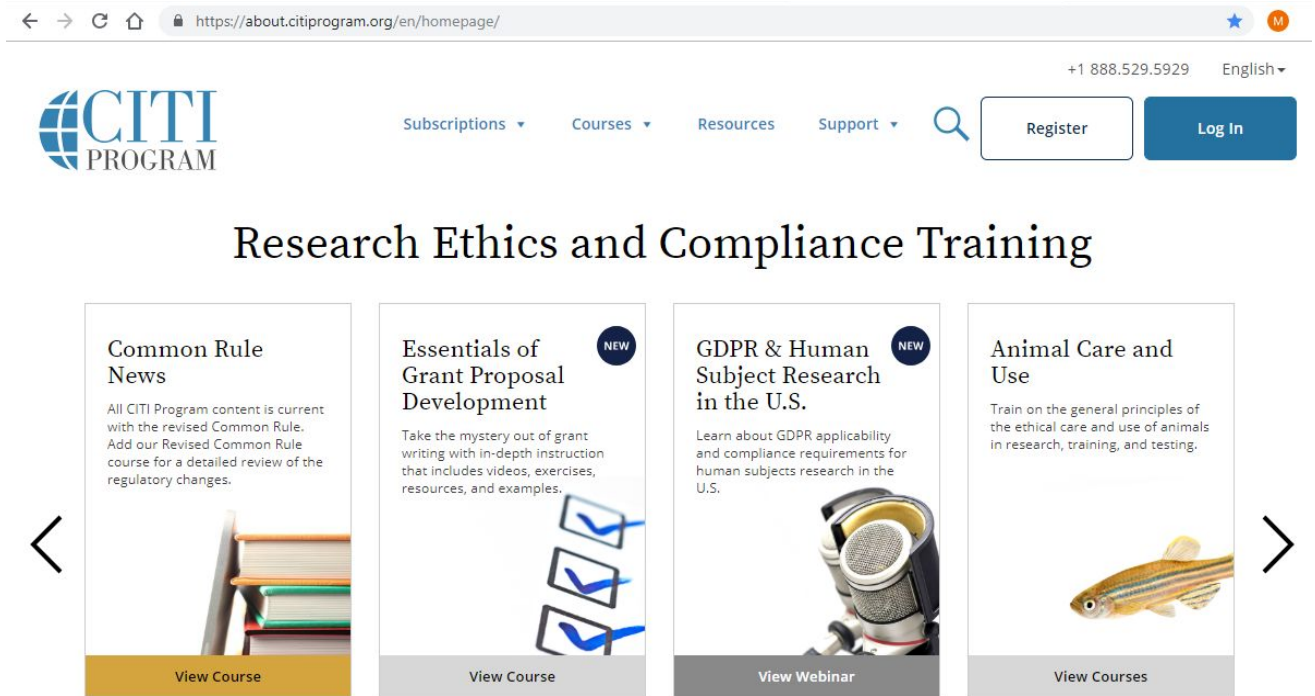 https://about.citiprogram.org/en/homepage/
M
+1 888.529.5929 English
CITI
PROGRAM
Subscriptions Courses Resources Support Register Log In
Research Ethics and Compliance Training
Common Rule
News
All CITI Program content is current
with the revised Common Rule.
Add our Revised Common Rule
course for a detailed review of the
regulatory changes.
View Course
Essentials of
Grant Proposal
Development
NEW
Take the mystery out of grant
writing with in-depth instruction
that includes videos, exercises,
resources, and examples.
View Course
GDPR & Human
Subject Research
in the U.S.
NEW
Learn about GDPR applicability
and compliance requirements for
human subjects research in the
U.S.
View Webinar
Animal Care and
Use
Train on the general principles of
the ethical care and use of animals
in research, training, and testing.
View Courses